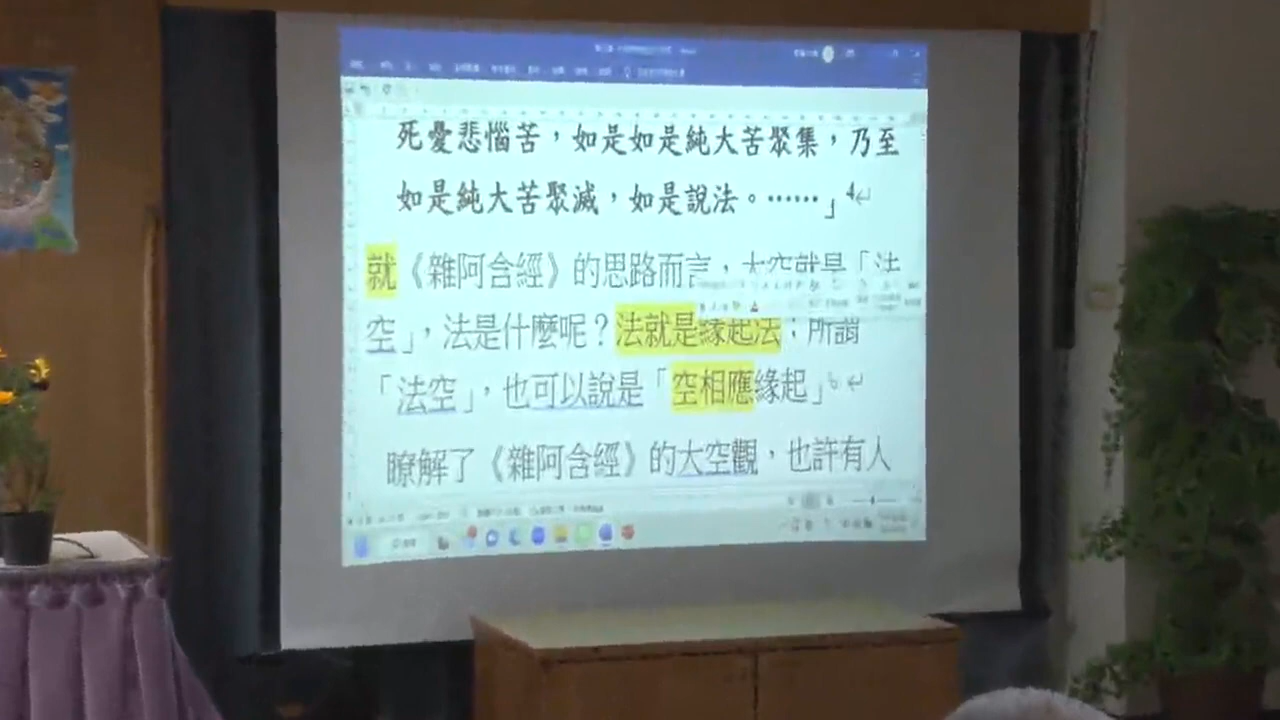 死憂悲惱苦，如是如是純大苦聚集，乃至
如是純大苦聚滅，如是說法。……」4
就《雜阿含經》的思路而言，大空就是「法
空」，法是什麼呢？法就是緣起法；所謂
「法空」，也可以說是「空相應緣起」6
瞭解了《雜阿含經》的大空觀，也許有人